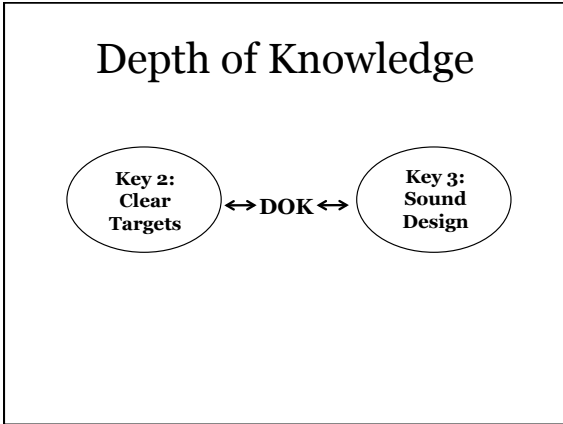 Depth of Knowledge
Key 2:
Clear
Targets
↔DOK↔
Key 3:
Sound
Design